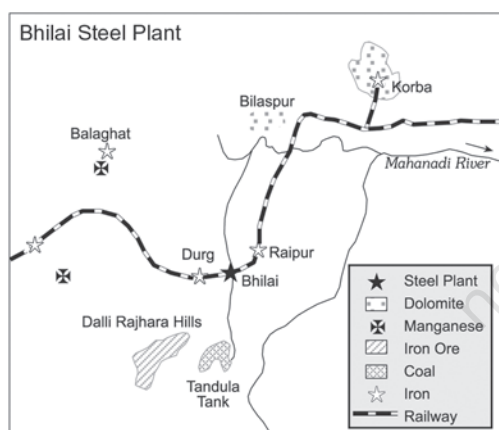 Bhilai Steel Plant
Korba
Bilaspur
Balaghat
Mahanadi River
Raipur
Durg
Bhilai
Dalli Rajhara Hills
Tandula
Tank
Steel Plant
Dolomite
Manganese
Iron Ore
Coal
Iron
Railway